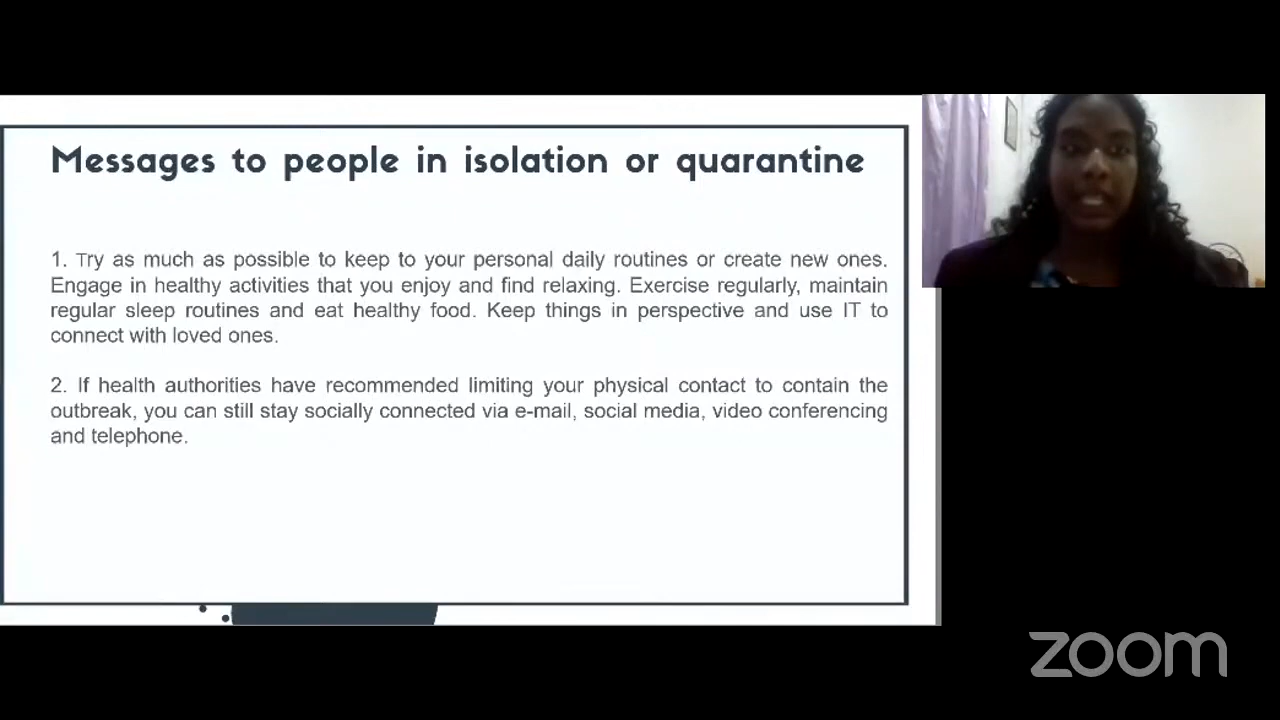 Messages to people in isolation or quarantine
1. Try as much as possible to keep to your personal daily routines or create new ones.
Engage in healthy activities that you enjoy and find relaxing. Exercise regularly, maintain
regular sleep routines and eat healthy food. Keep things in perspective and use IT to
connect with loved ones.
2. If health authorities have recommended limiting your physical contact to contain the
outbreak, you can still stay socially connected via e-mail, social media, video conferencing
and telephone.
zoom